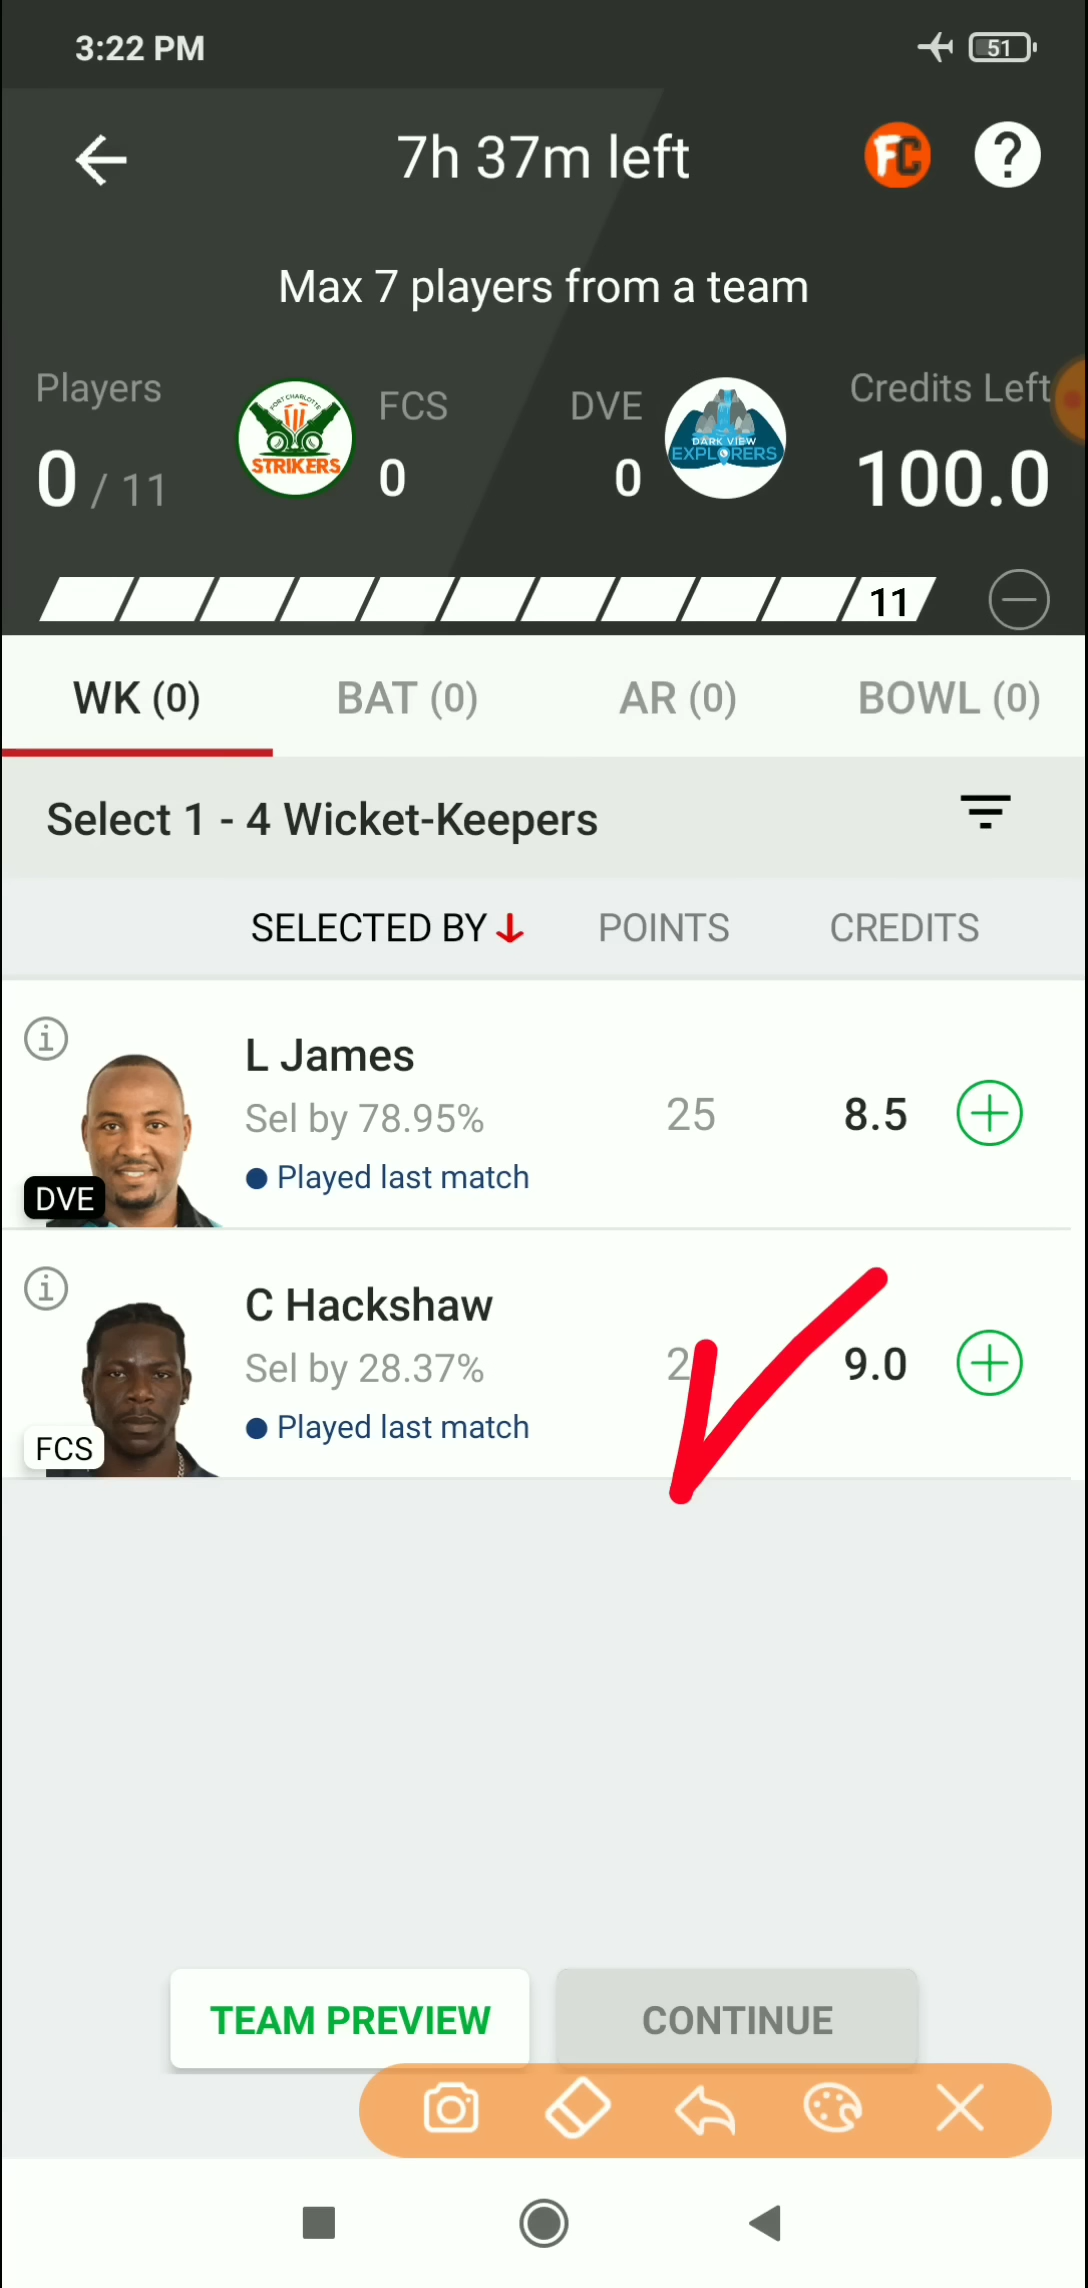 3:22 PM
51
7h 37m left
FC
?
Max 7 players from a team
Players
0 / 11
FORT CHARLOTTE
STRIKERS
FCS
0
DVE
0
DARK VIEW
EXPLORERS
Credits Left
100.0
11
WK (0)
BAT (0)
AR (0)
BOWL (0)
Select 1 - 4 Wicket-Keepers
SELECTED BY
POINTS
CREDITS
L James
Sel by 78.95%
Played last match
25
8.5
DVE
C Hackshaw
Sel by 28.37%
Played last match
9.0
FCS
TEAM PREVIEW
CONTINUE